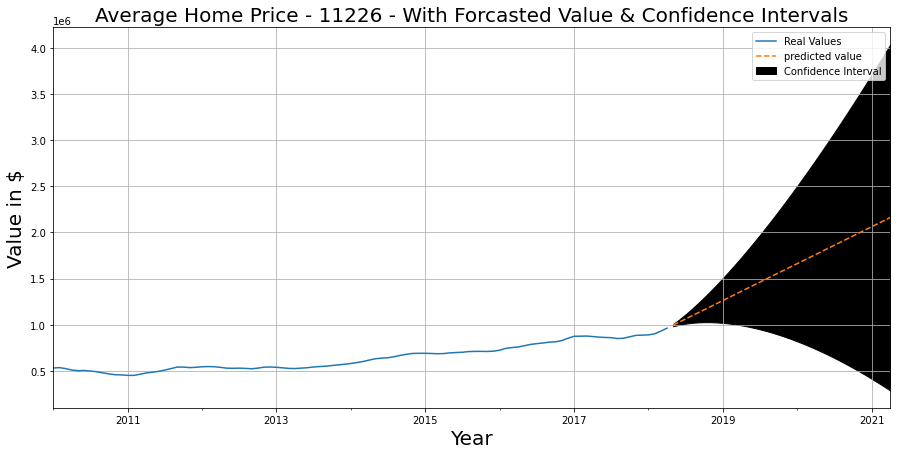 Average Home Price - 11226 - With Forcasted Value & Confidence Intervals
1e6
Real Values
predicted value
Confidence Interval
4.0
3.5
3.0
2.5
2.0
1.5
1.0
0.5
Value in $
2011
2013
2015
2017
2019
2021
Year